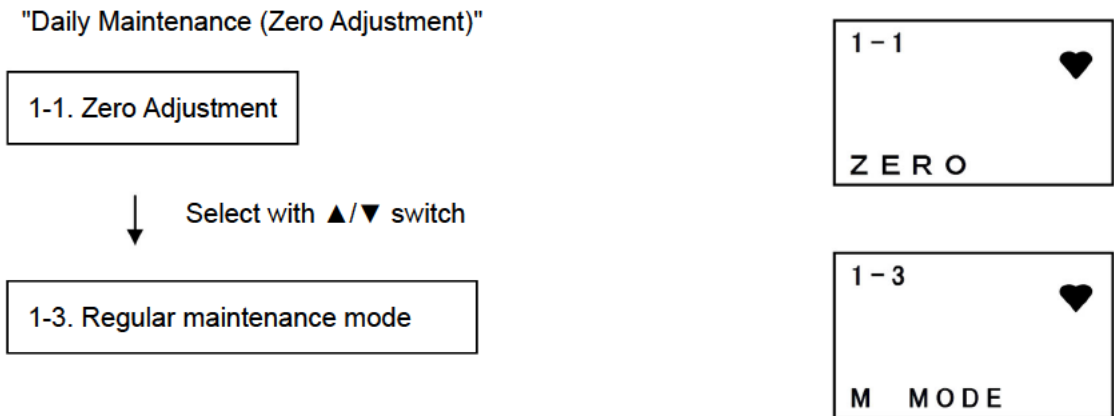 "Daily Maintenance (Zero Adjustment)"
1-1. Zero Adjustment
Select with ▲/▼ switch
1-3. Regular maintenance mode
1-1
ZERO
1-3
M MODE